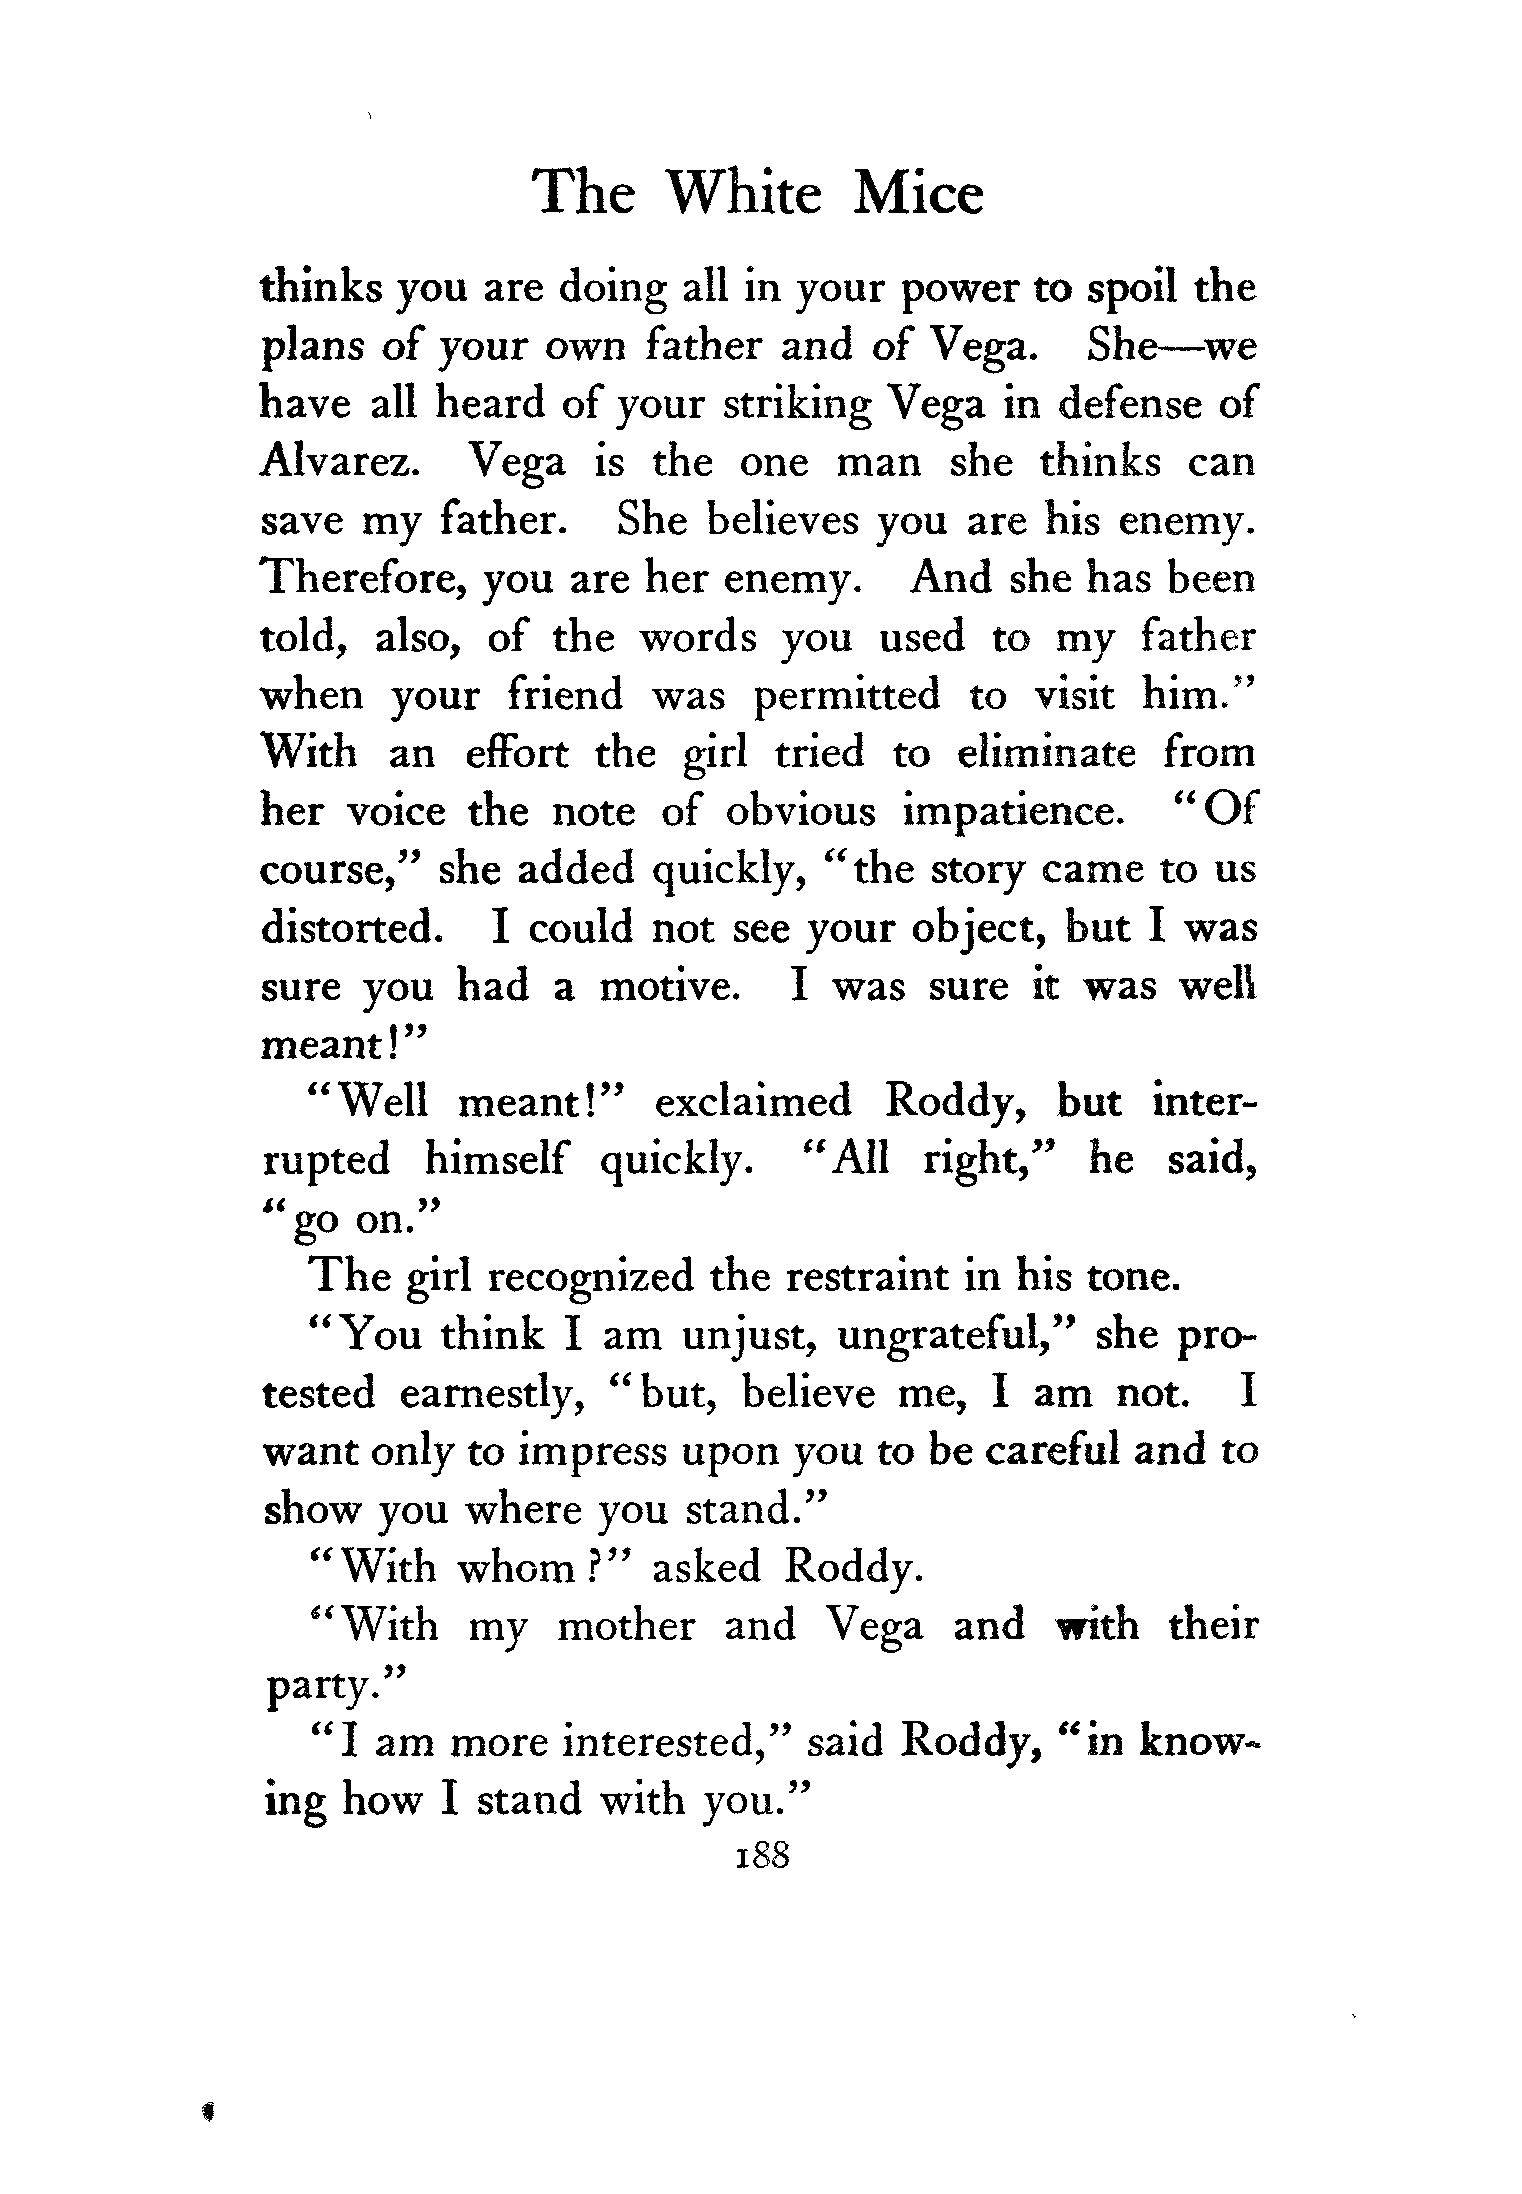 The White Mice
thinks you are doing all in your power to spoil the
plans of your own father and of Vega. She—we
have all heard of your striking Vega in defense of
Alvarez. Vega is the one man she thinks can
save my father. She believes you are his enemy.
Therefore, you are her enemy. And she has been
told, also, of the words you used to my father
when your friend was permitted to visit him.”
With an effort the girl tried to eliminate from
her voice the note of obvious impatience. “Of
course,” she added quickly, “the story came to us
distorted. I could not see your object, but I was
sure you had a motive. I was sure it was well
meant!”
“Well meant!” exclaimed Roddy, but inter-
rupted himself quickly. “All right,” he said,
“go on.”
The girl recognized the restraint in his tone.
“You think I am unjust, ungrateful,” she pro-
tested earnestly, “but, believe me, I am not. I
want only to impress upon you to be careful and to
show you where you stand.”
“With whom?” asked Roddy.
“With my mother and Vega and with their
party.”
“I am more interested,” said Roddy, “in know-
ing how I stand with you.”
188